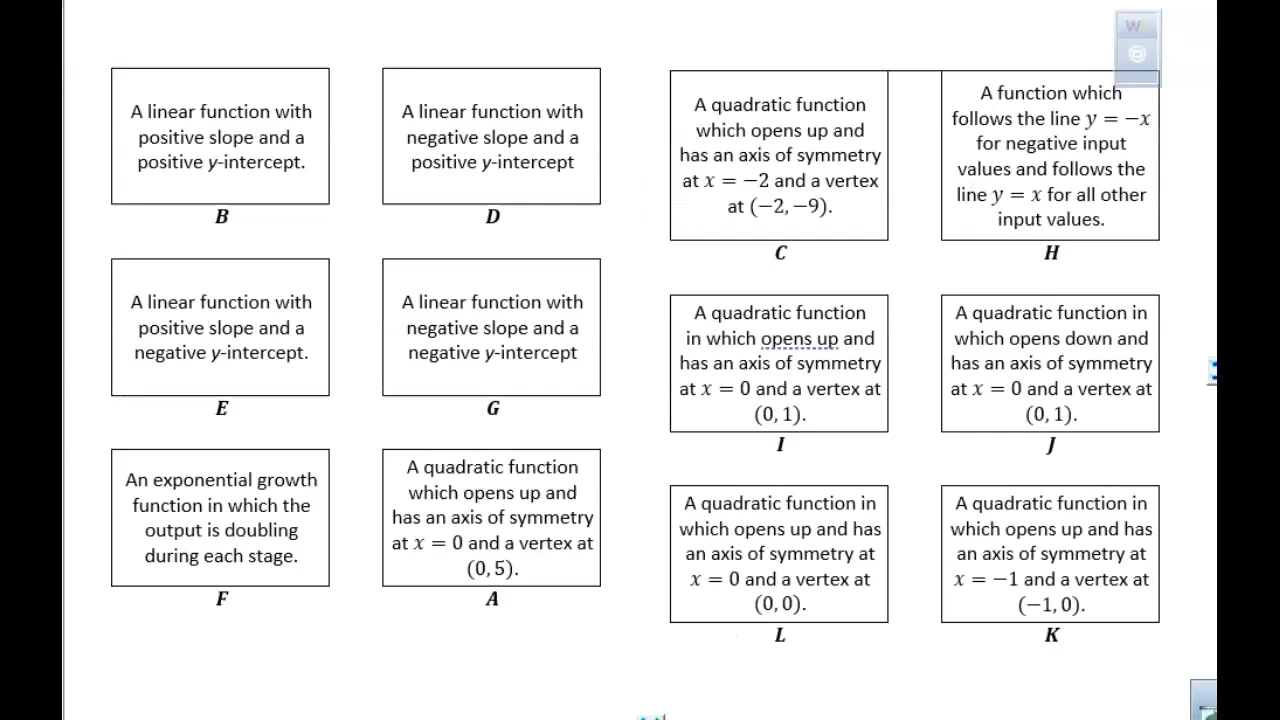 A linear function with
positive slope and a
positive y-intercept.
B
A linear function with
negative slope and a
positive y-intercept
D
A linear function with
positive slope and a
negative y-intercept.
E
A linear function with
negative slope and a
negative y-intercept
G
An exponential growth
function in which the
output is doubling
during each stage.
F
A quadratic function
which opens up and
has an axis of symmetry
at x = 0 and a vertex at
(0, 5).
A
A quadratic function
which opens up and
has an axis of symmetry
at x = −2 and a vertex
at (−2, −9).
C
A function which
follows the line y = −x
for negative input
values and follows the
line y = x for all other
input values.
H
A quadratic function
in which opens up and
has an axis of symmetry
at x = 0 and a vertex at
(0, 1).
I
A quadratic function in
which opens down and
has an axis of symmetry
at x = 0 and a vertex at
(0, 1).
J
A quadratic function in
which opens up and has
an axis of symmetry at
x = 0 and a vertex at
(0, 0).
L
A quadratic function in
which opens up and has
an axis of symmetry at
x = −1 and a vertex at
(−1, 0).
K
W